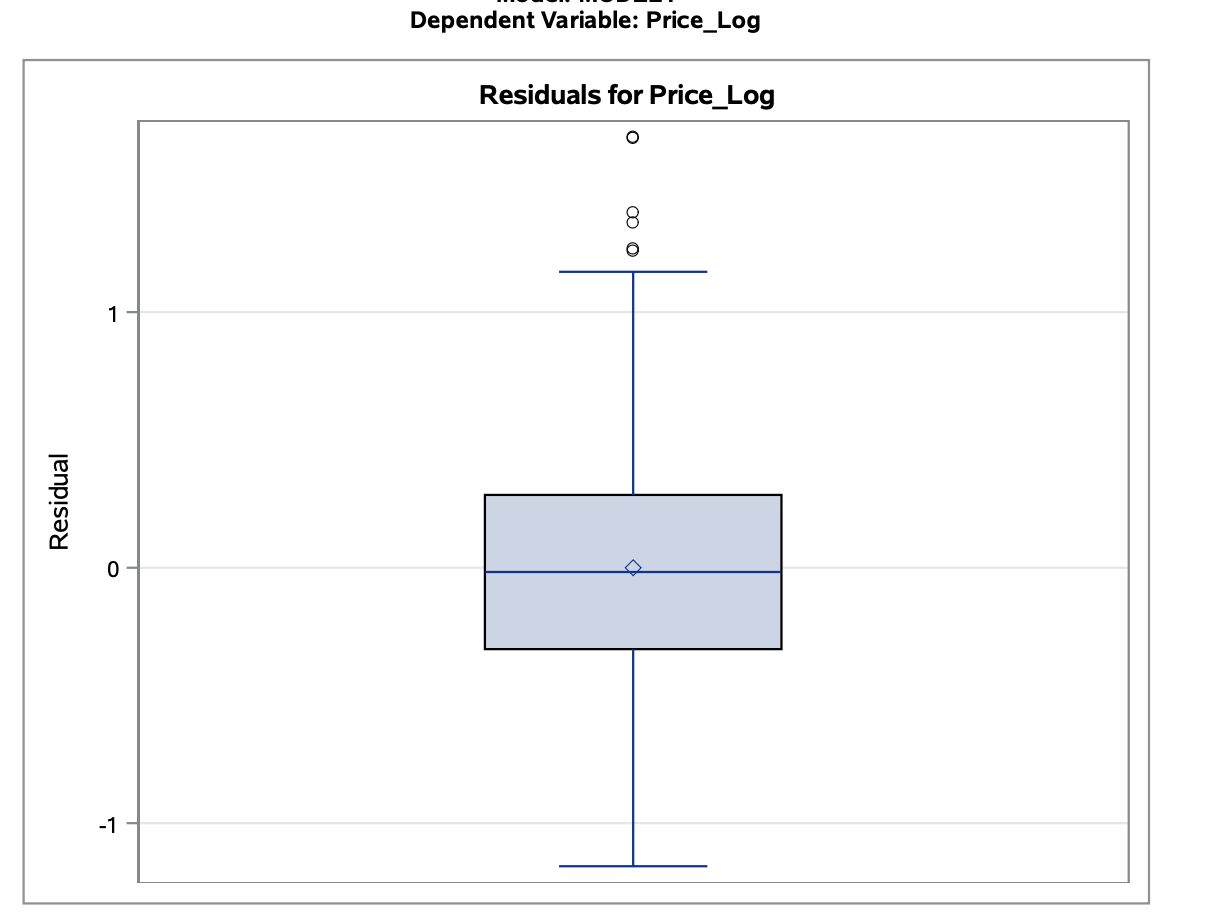 Dependent Variable: Price_Log
Residuals for Price_Log
1
Residual
0
-1